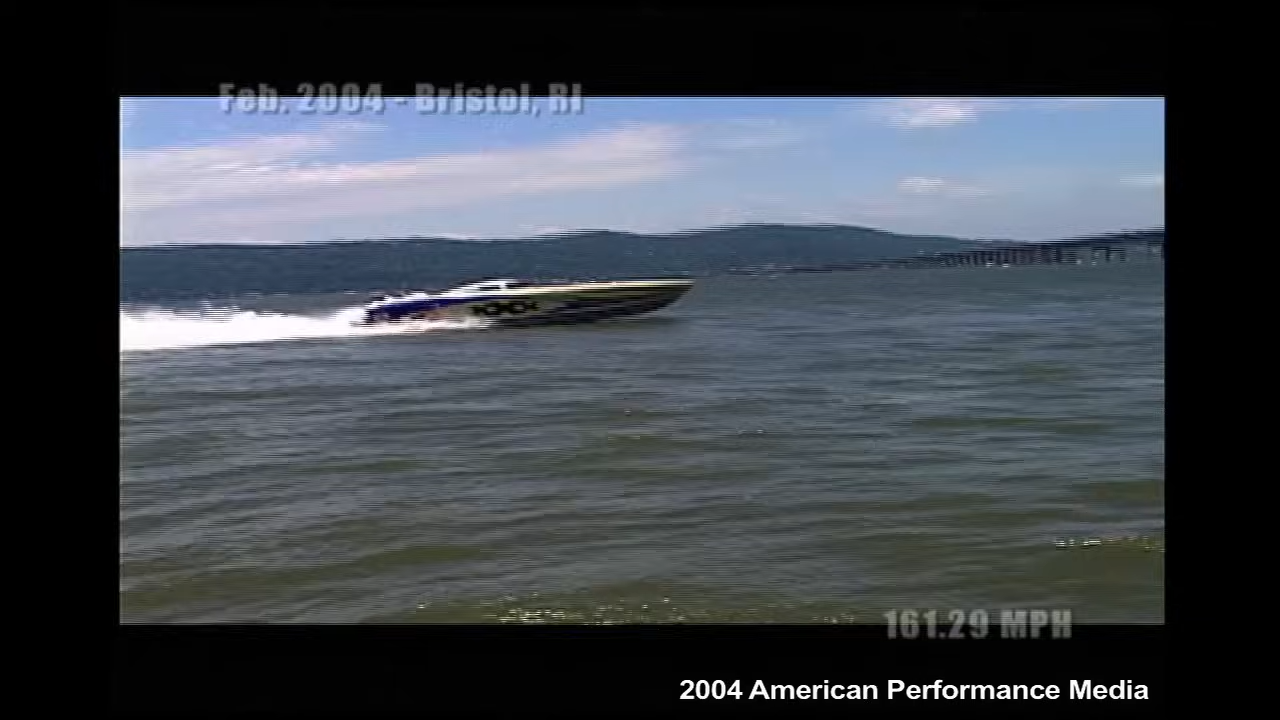 Feb. 2004 - Bristol, RI
161.29 MPH
2004 American Performance Media